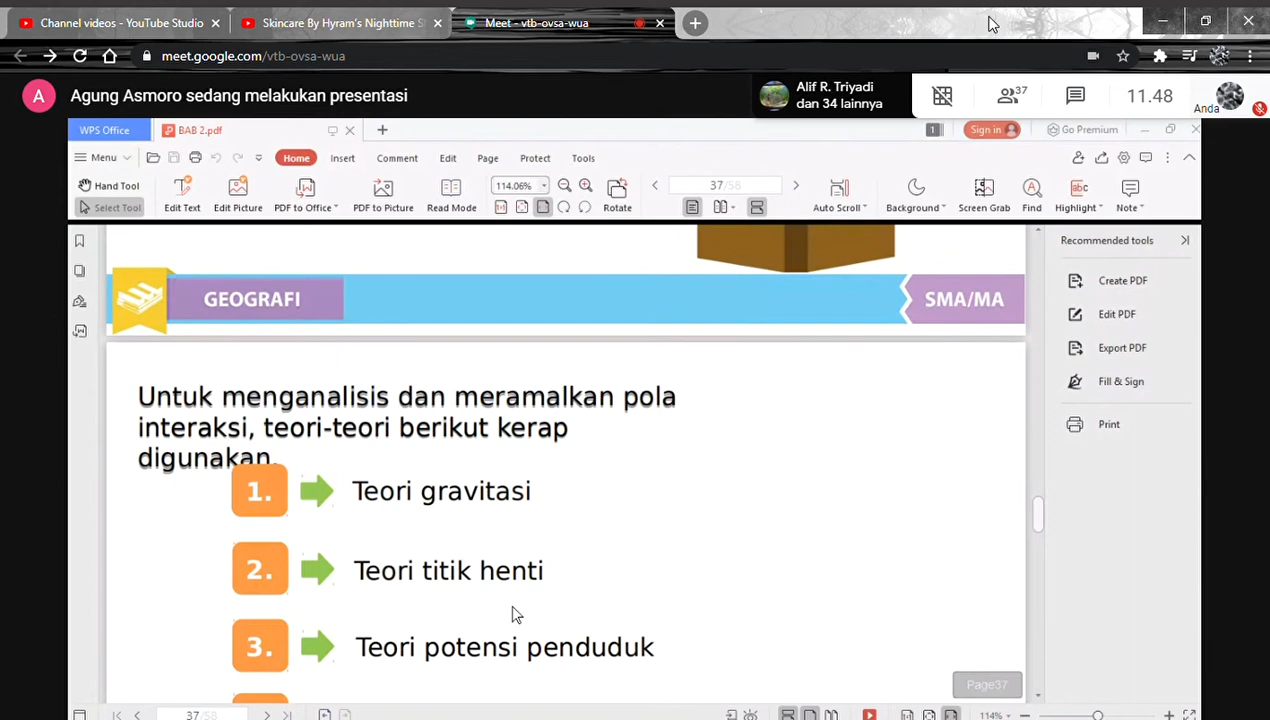 Channel videos - YouTube Studio
Skincare By Hyram's Nighttime S
Meet - vtb-ovsa-wua
meet.google.com/vtb-ovsa-wua
A
Agung Asmoro sedang melakukan presentasi
Alif R. Triyadi
dan 34 lainnya
37
11.48
Anda
WPS Office
BAB 2.pdf
1
Sign in
Go Premium
Menu
Home
Insert
Comment
Edit
Page
Protect
Tools
Hand Tool
Select Tool
Edit Text
Edit Picture
PDF to Office
PDF to Picture
Read Mode
114.06%
Rotate
37/58
Auto Scroll
Background
Screen Grab
Find
Highlight
Note
Recommended tools
Create PDF
Edit PDF
Export PDF
Fill & Sign
Print
GEOGRAFI
SMA/MA
Untuk menganalisis dan meramalkan pola
interaksi, teori-teori berikut kerap
digunakan.
1. Teori gravitasi
2. Teori titik henti
3. Teori potensi penduduk
Page37
37/58
114%